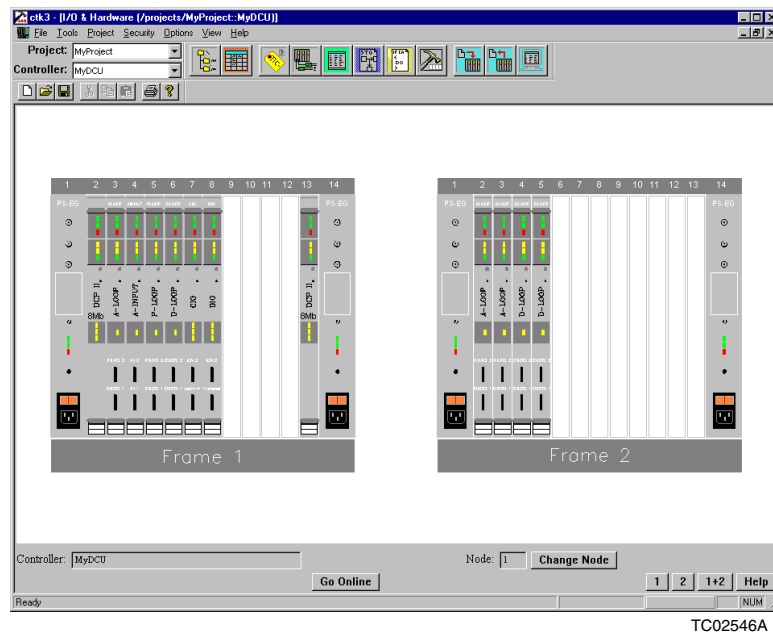 ctk3 - [I/O & Hardware (/projects/MyProject::MyDCU)]
File Tools Project Security Options View Help
Project: MyProject
Controller: MyDCU
1 2 3 4 5 6 7 8 9 10 11 12 13 14
PS-EG PS-EG
DCP II. A-LOOP. A-INPUT. P-LOOP. D-LOOP. CIO DCP II.
8Mb 8Mb
Frame 1
1 2 3 4 5 6 7 8 9 10 11 12 13 14
PS-EG PS-EG
A-LOOP A-LOOP D-LOOP D-LOOP
Frame 2
Controller: MyDCU
Node: 1 Change Node
Go Online
1 2 1+2 Help
Ready
NUM
TC02546A